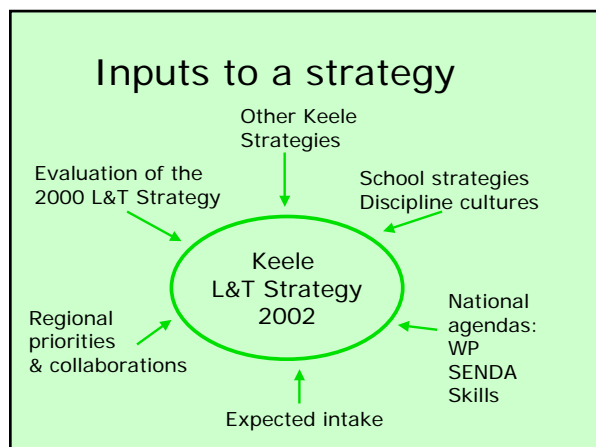 Inputs to a strategy
Other Keele
Strategies
Evaluation of the
2000 L&T Strategy
School strategies
Discipline cultures
Keele
L&T Strategy
2002
Regional
priorities
& collaborations
National
agendas:
WP
SENDA
Skills
Expected intake